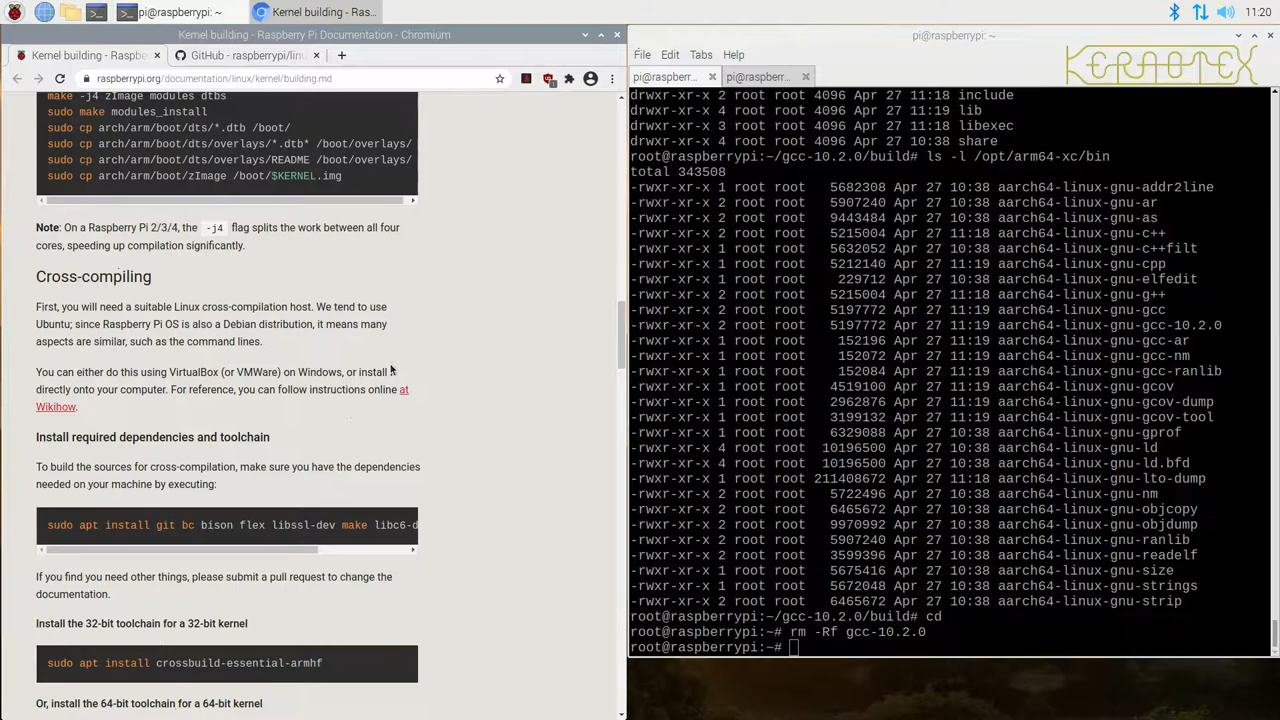 pi@raspberrypi: ~
Kernel building - Ras...
11:20
Kernel building - Raspberry Pi Documentation - Chromium
Kernel building - Raspber
GitHub - raspberrypi/linu
raspberrypi.org/documentation/linux/kernel/building.md
make -j4 zImage modules dtbs
sudo make modules_install
sudo cp arch/arm/boot/dts/*.dtb /boot/
sudo cp arch/arm/boot/dts/overlays/*.dtb* /boot/overlays/
sudo cp arch/arm/boot/dts/overlays/README /boot/overlays/
sudo cp arch/arm/boot/zImage /boot/$KERNEL.img
Note: On a Raspberry Pi 2/3/4, the -j4 flag splits the work between all four
cores, speeding up compilation significantly.
Cross-compiling
First, you will need a suitable Linux cross-compilation host. We tend to use
Ubuntu; since Raspberry Pi OS is also a Debian distribution, it means many
aspects are similar, such as the command lines.
You can either do this using VirtualBox (or VMWare) on Windows, or install
directly onto your computer. For reference, you can follow instructions online at
Wikihow.
Install required dependencies and toolchain
To build the sources for cross-compilation, make sure you have the dependencies
needed on your machine by executing:
sudo apt install git bc bison flex libssl-dev make libc6-d
If you find you need other things, please submit a pull request to change the
documentation.
Install the 32-bit toolchain for a 32-bit kernel
sudo apt install crossbuild-essential-armhf
Or, install the 64-bit toolchain for a 64-bit kernel
pi@raspberrypi: ~
File Edit Tabs Help
KEROTEX
pi@raspberr...
pi@raspberr...
drwxr-xr-x 2 root root 4096 Apr 27 11:18 include
drwxr-xr-x 4 root root 4096 Apr 27 11:19 lib
drwxr-xr-x 3 root root 4096 Apr 27 11:18 libexec
drwxr-xr-x 4 root root 4096 Apr 27 10:38 share
root@raspberrypi:~/gcc-10.2.0/build# ls -l /opt/arm64-xc/bin
total 343508
-rwxr-xr-x 1 root root 5682308 Apr 27 10:38 aarch64-linux-gnu-addr2line
-rwxr-xr-x 2 root root 5907240 Apr 27 10:38 aarch64-linux-gnu-ar
-rwxr-xr-x 2 root root 9443484 Apr 27 10:38 aarch64-linux-gnu-as
-rwxr-xr-x 2 root root 5215004 Apr 27 11:18 aarch64-linux-gnu-c++
-rwxr-xr-x 1 root root 5632052 Apr 27 10:38 aarch64-linux-gnu-c++filt
-rwxr-xr-x 1 root root 5212140 Apr 27 11:19 aarch64-linux-gnu-cpp
-rwxr-xr-x 1 root root 229712 Apr 27 10:38 aarch64-linux-gnu-elfedit
-rwxr-xr-x 2 root root 5215004 Apr 27 11:18 aarch64-linux-gnu-g++
-rwxr-xr-x 2 root root 5197772 Apr 27 11:19 aarch64-linux-gnu-gcc
-rwxr-xr-x 2 root root 5197772 Apr 27 11:19 aarch64-linux-gnu-gcc-10.2.0
-rwxr-xr-x 1 root root 152196 Apr 27 11:19 aarch64-linux-gnu-gcc-ar
-rwxr-xr-x 1 root root 152072 Apr 27 11:19 aarch64-linux-gnu-gcc-nm
-rwxr-xr-x 1 root root 152084 Apr 27 11:19 aarch64-linux-gnu-gcc-ranlib
-rwxr-xr-x 1 root root 4519100 Apr 27 11:19 aarch64-linux-gnu-gcov
-rwxr-xr-x 1 root root 2962876 Apr 27 11:19 aarch64-linux-gnu-gcov-dump
-rwxr-xr-x 1 root root 3199132 Apr 27 11:19 aarch64-linux-gnu-gcov-tool
-rwxr-xr-x 1 root root 6329088 Apr 27 10:38 aarch64-linux-gnu-gprof
-rwxr-xr-x 4 root root 10196500 Apr 27 10:38 aarch64-linux-gnu-ld
-rwxr-xr-x 4 root root 10196500 Apr 27 10:38 aarch64-linux-gnu-ld.bfd
-rwxr-xr-x 1 root root 211408672 Apr 27 11:19 aarch64-linux-gnu-lto-dump
-rwxr-xr-x 2 root root 5722496 Apr 27 10:38 aarch64-linux-gnu-nm
-rwxr-xr-x 2 root root 6465672 Apr 27 10:38 aarch64-linux-gnu-objcopy
-rwxr-xr-x 2 root root 9970992 Apr 27 10:38 aarch64-linux-gnu-objdump
-rwxr-xr-x 2 root root 5907240 Apr 27 10:38 aarch64-linux-gnu-ranlib
-rwxr-xr-x 2 root root 3599396 Apr 27 10:38 aarch64-linux-gnu-readelf
-rwxr-xr-x 1 root root 5675416 Apr 27 10:38 aarch64-linux-gnu-size
-rwxr-xr-x 1 root root 5672048 Apr 27 10:38 aarch64-linux-gnu-strings
-rwxr-xr-x 2 root root 6465672 Apr 27 10:38 aarch64-linux-gnu-strip
root@raspberrypi:~/gcc-10.2.0/build# cd
root@raspberrypi:~# rm -Rf gcc-10.2.0
root@raspberrypi:~#